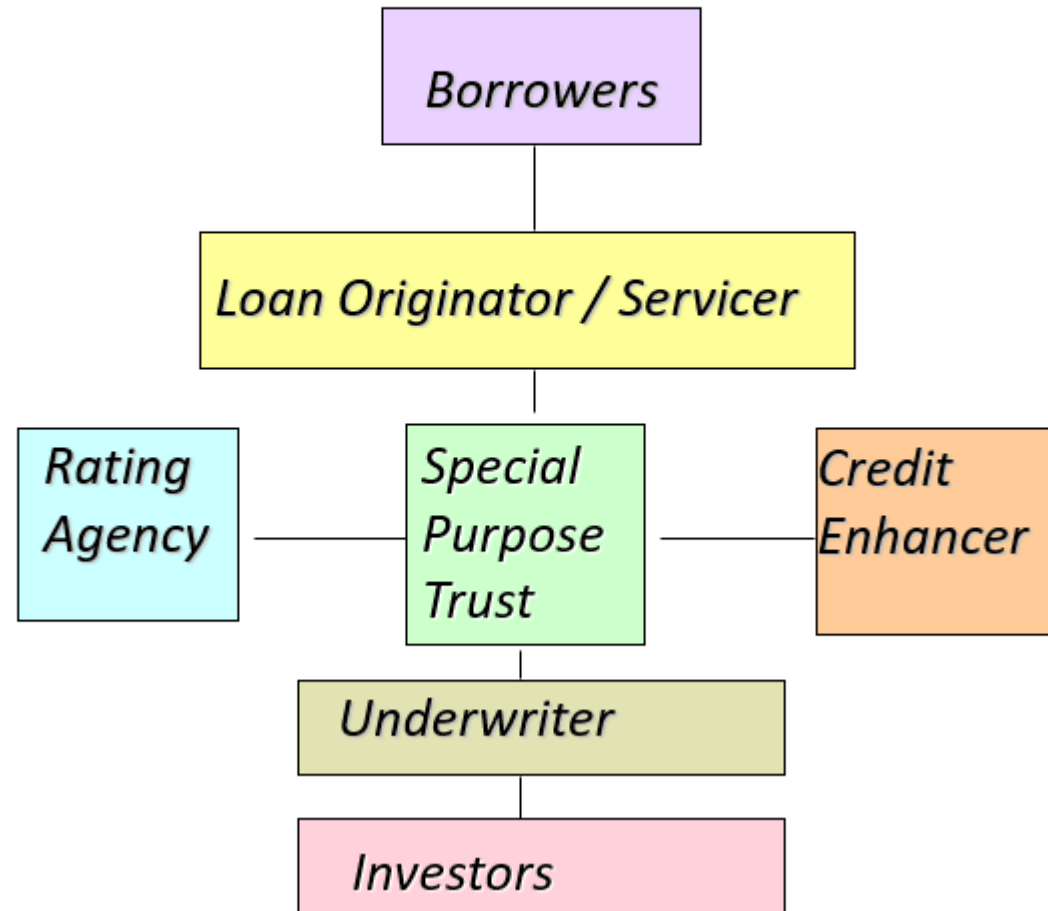 Borrowers
Loan Originator / Servicer
Rating
Agency
Special
Purpose
Trust
Credit
Enhancer
Underwriter
Investors